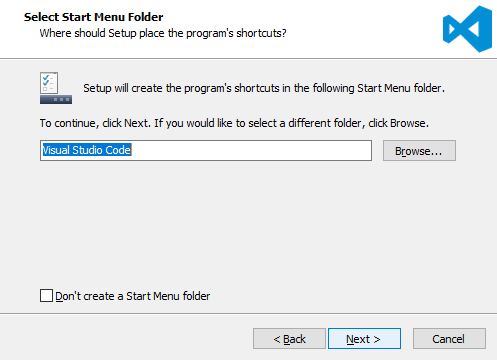 Select Start Menu Folder
Where should Setup place the program's shortcuts?
Setup will create the program's shortcuts in the following Start Menu folder.
To continue, click Next. If you would like to select a different folder, click Browse.
Visual Studio Code
Browse...
Don't create a Start Menu folder
< Back
Next >
Cancel